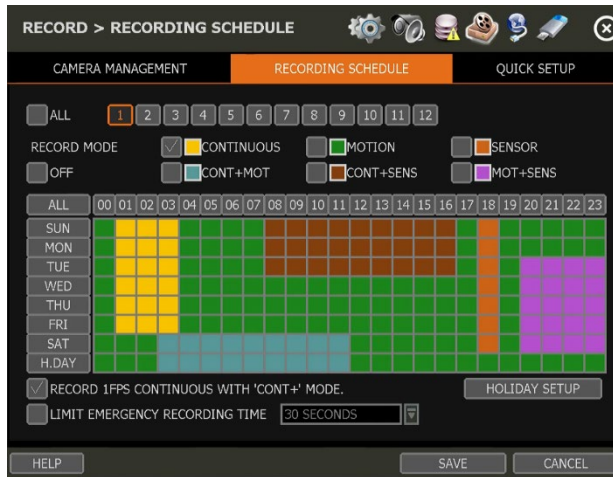 RECORD > RECORDING SCHEDULE
CAMERA MANAGEMENT RECORDING SCHEDULE QUICK SETUP
ALL 1 2 3 4 5 6 7 8 9 10 11 12
RECORD MODE CONTINUOUS MOTION SENSOR
OFF CONT+MOT CONT+SENS MOT+SENS
ALL 00 01 02 03 04 05 06 07 08 09 10 11 12 13 14 15 16 17 18 19 20 21 22 23
SUN
MON
TUE
WED
THU
FRI
SAT
H.DAY
RECORD 1FPS CONTINUOUS WITH 'CONT+' MODE. HOLIDAY SETUP
LIMIT EMERGENCY RECORDING TIME 30 SECONDS
HELP SAVE CANCEL